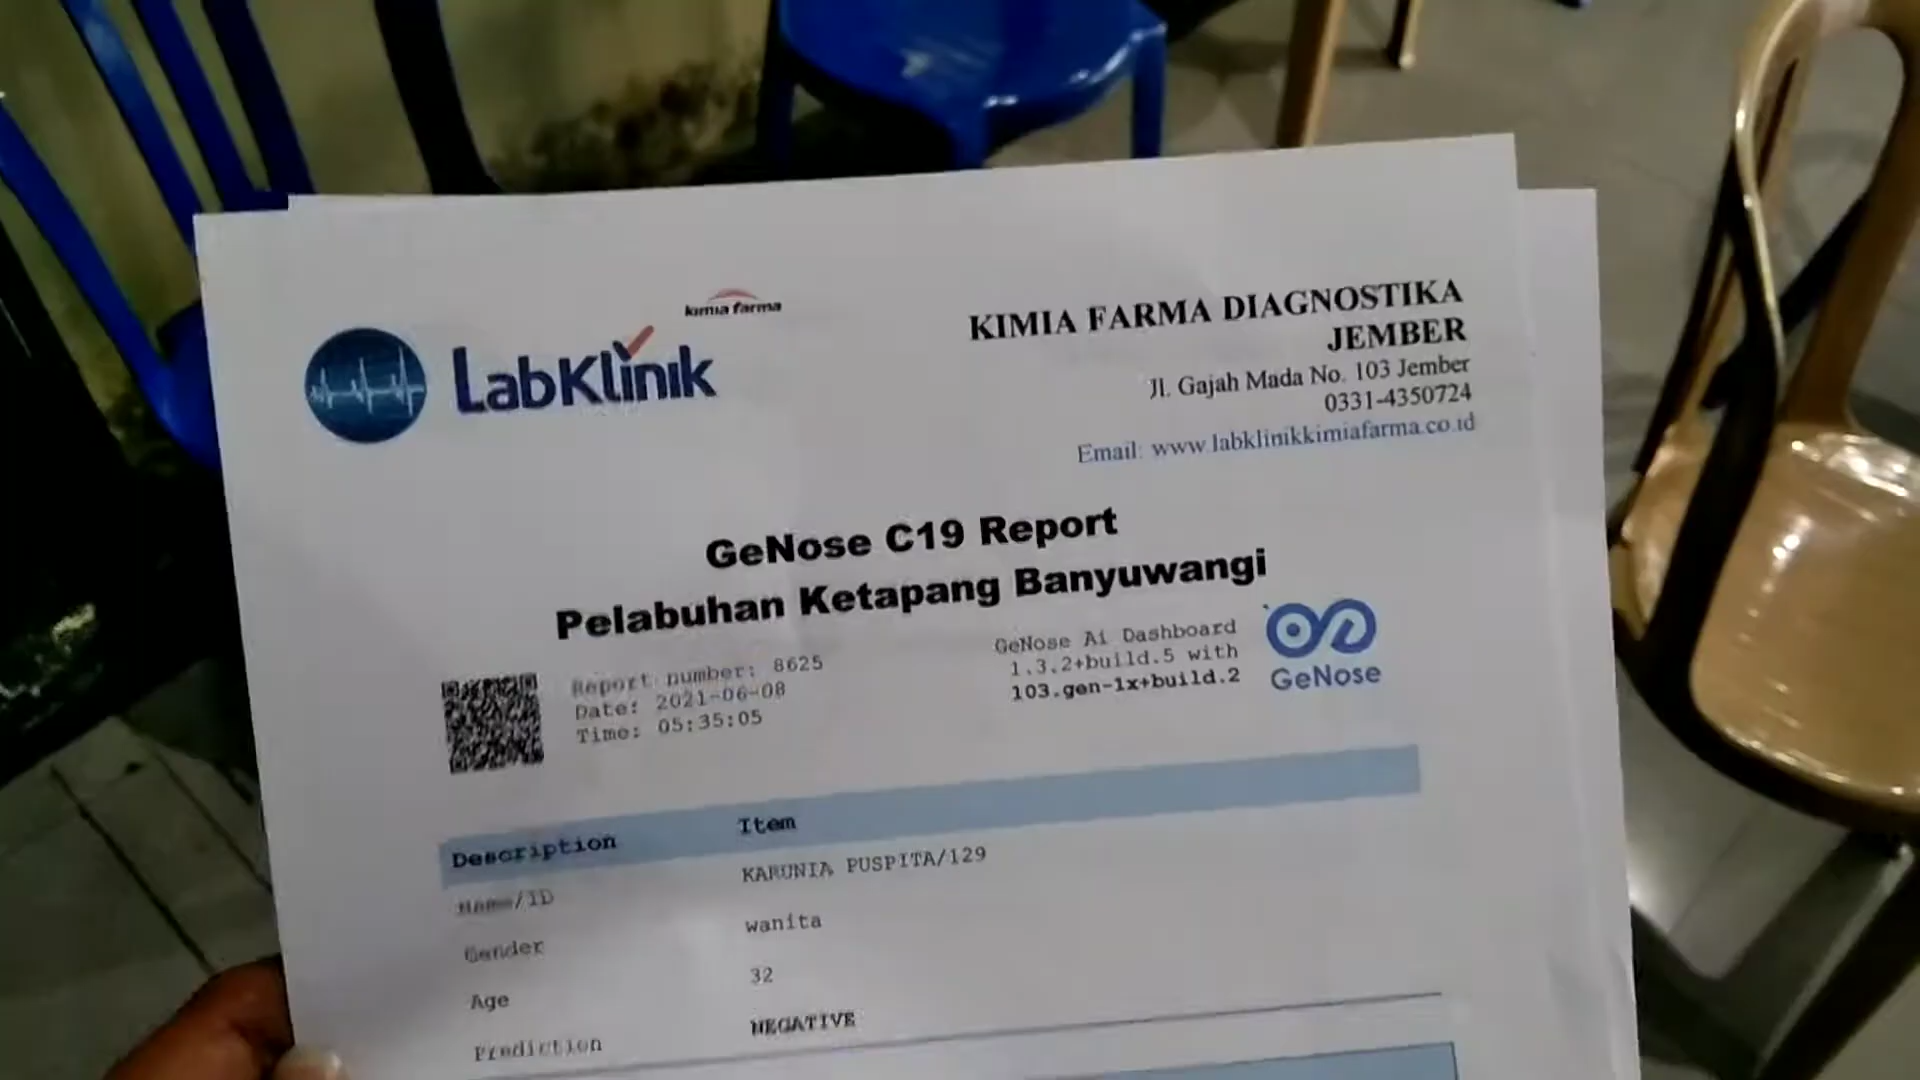 kimia farma
LabKlinik
KIMIA FARMA DIAGNOSTIKA
JEMBER
Jl. Gajah Mada No. 103 Jember
0331-4350724
Email: www.labklinikkimiafarma.co.id
GeNose C19 Report
Pelabuhan Ketapang Banyuwangi
Report number: 8625
Date: 2021-06-08
Time: 05:35:05
GeNose Ai Dashboard
1.3.2+build.5 with
103.gen-1x+build.2
GeNose
Description Item
Name/ID KARUNIA PUSPITA/129
Gender wanita
Age 32
Prediction NEGATIVE